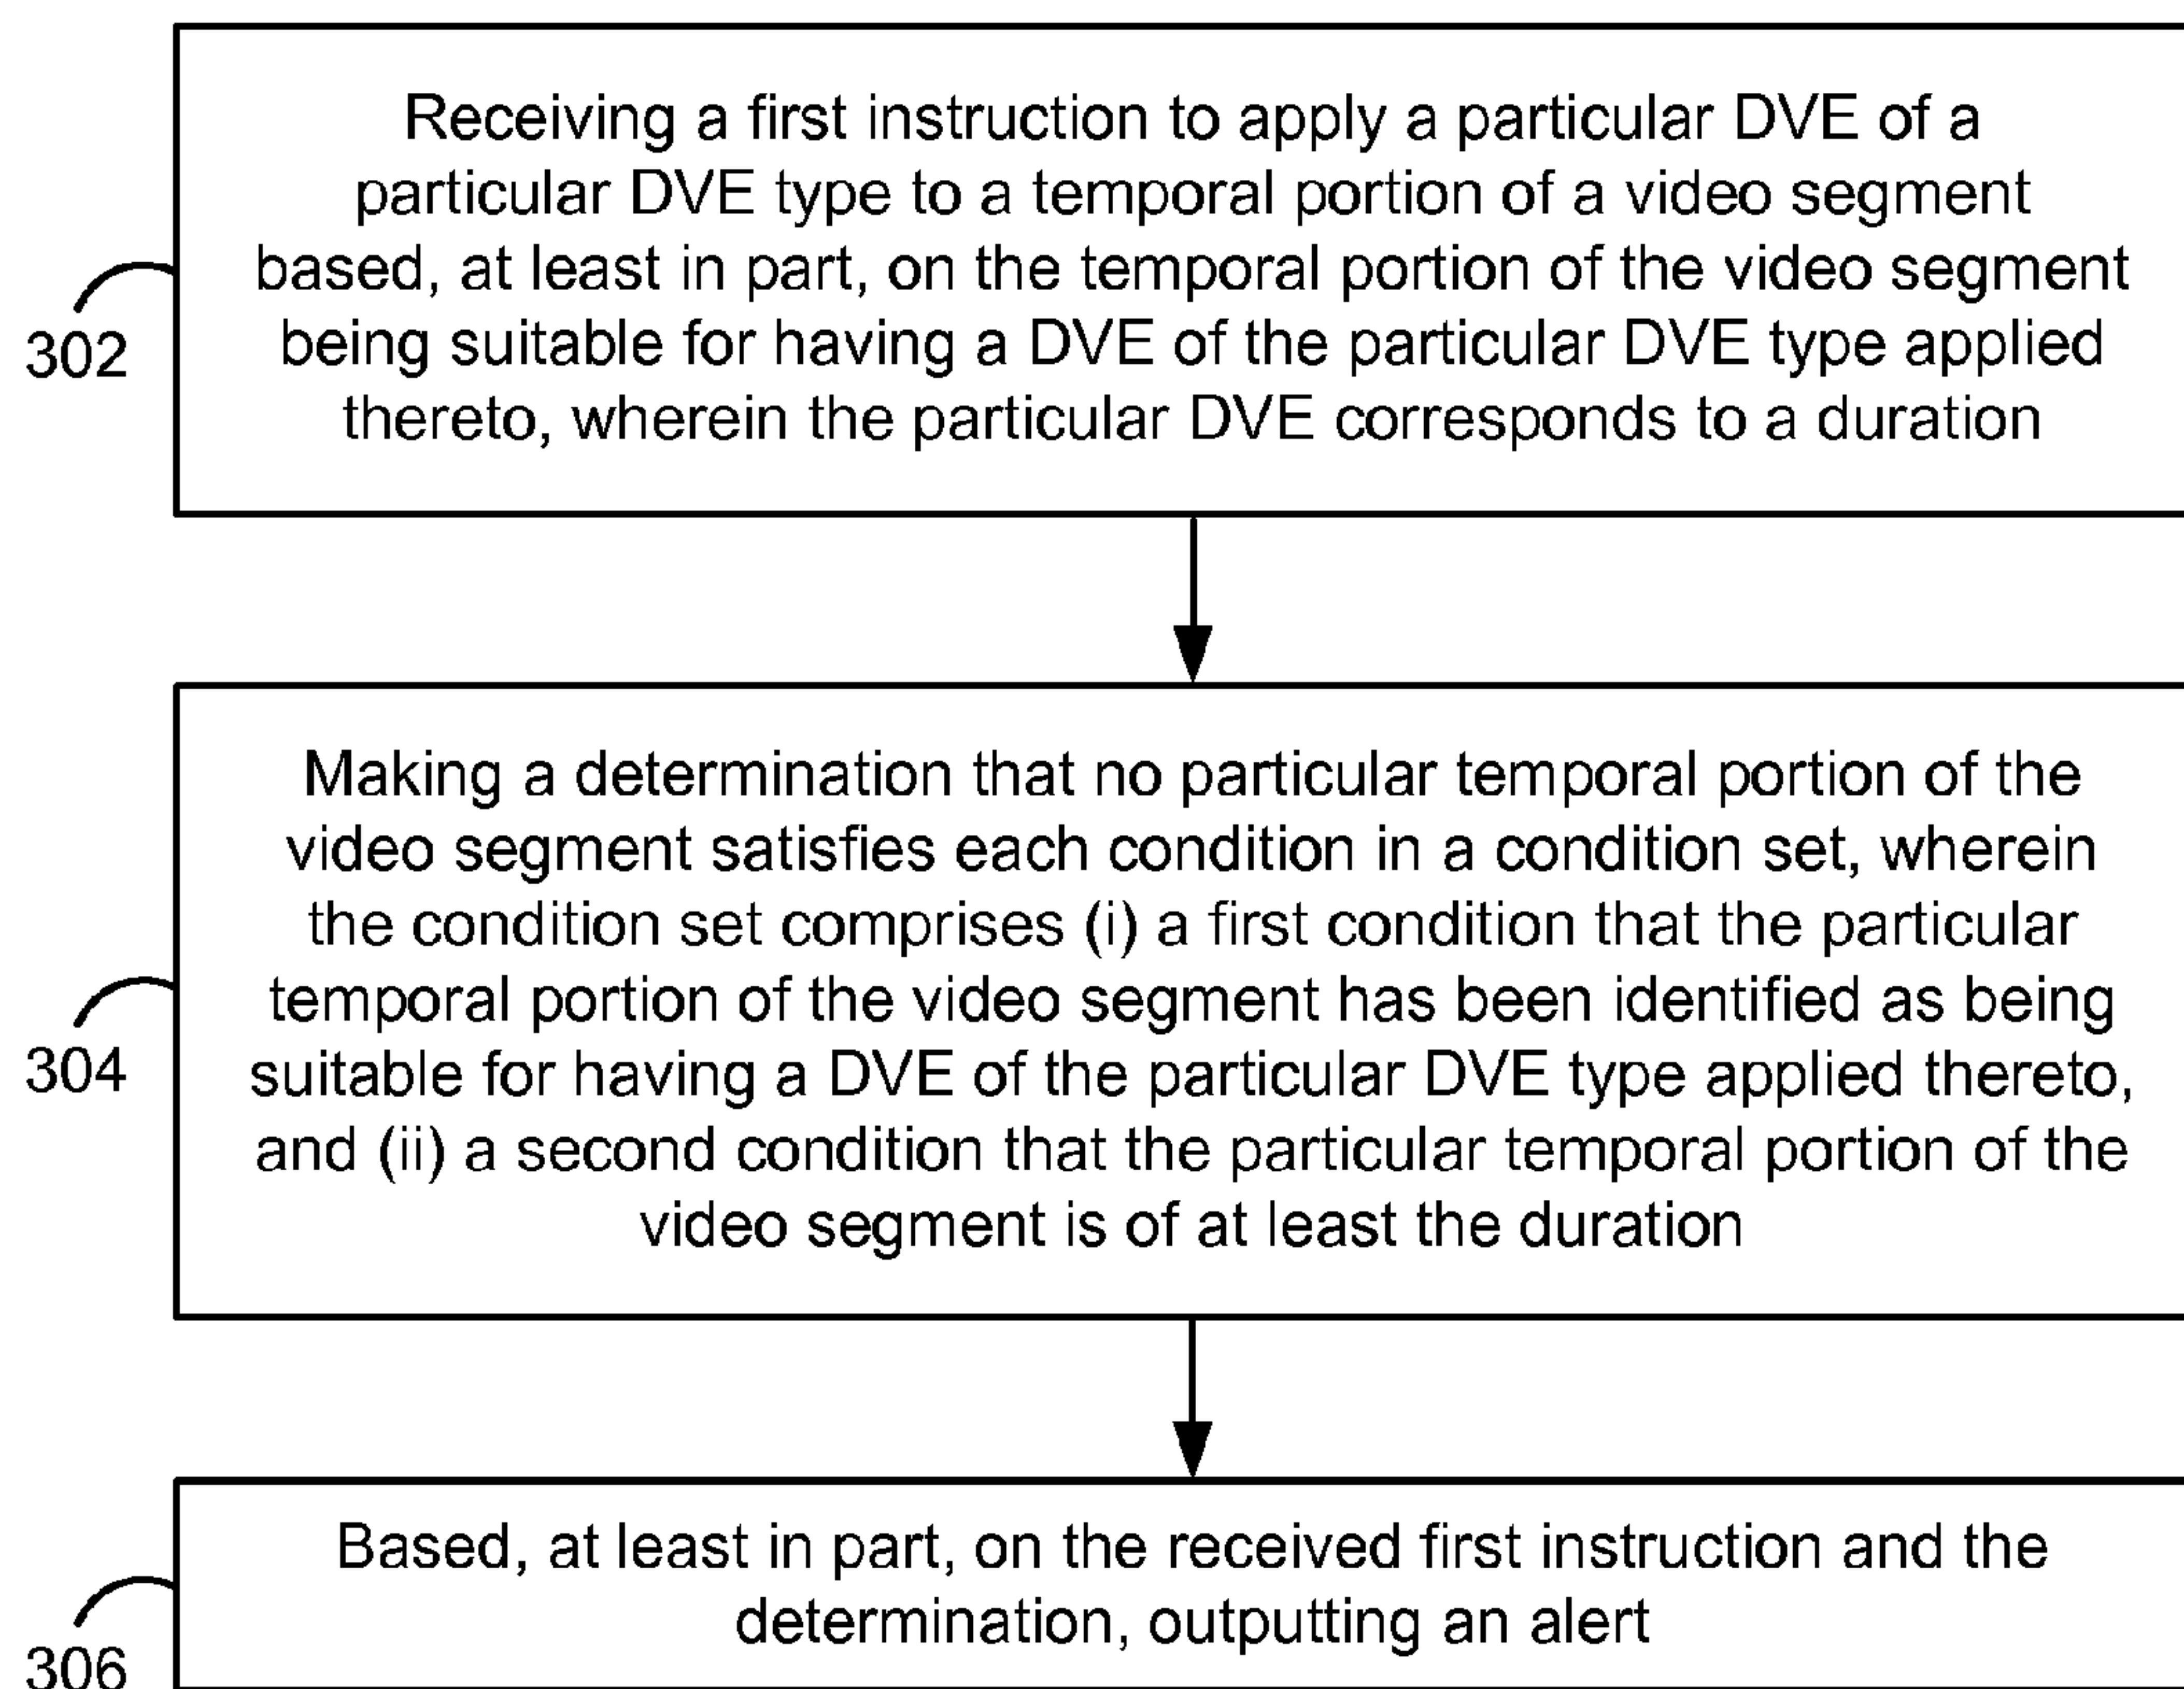 Receiving a first instruction to apply a particular DVE of a
particular DVE type to a temporal portion of a video segment
based, at least in part, on the temporal portion of the video segment
being suitable for having a DVE of the particular DVE type applied
thereto, wherein the particular DVE corresponds to a duration
302
Making a determination that no particular temporal portion of the
video segment satisfies each condition in a condition set, wherein
the condition set comprises (i) a first condition that the particular
temporal portion of the video segment has been identified as being
suitable for having a DVE of the particular DVE type applied thereto,
and (ii) a second condition that the particular temporal portion of the
video segment is of at least the duration
304
Based, at least in part, on the received first instruction and the
determination, outputting an alert
306